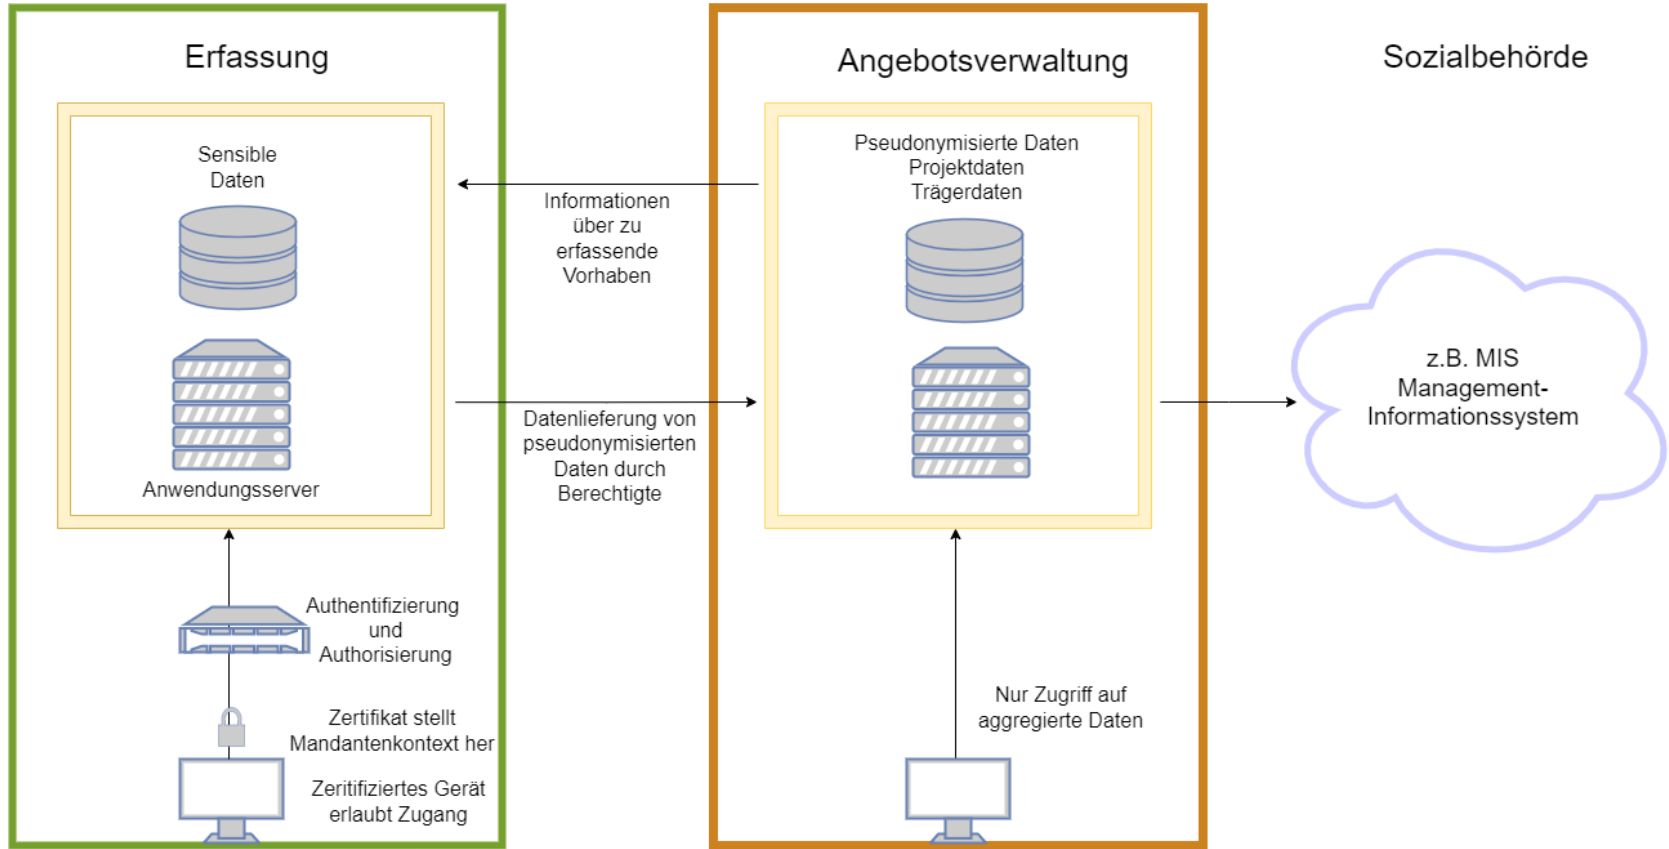 Erfassung
Sensible
Daten
Anwendungsserver
Authentifizierung
und
Authorisierung
Zertifikat stellt
Mandantenkontext her
Zeritifiziertes Gerät
erlaubt Zugang
Informationen
über zu
erfassende
Vorhaben
Datenlieferung von
pseudonymisierten
Daten durch
Berechtigte
Angebotsverwaltung
Pseudonymisierte Daten
Projektdaten
Trägerdaten
Nur Zugriff auf
aggregierte Daten
Sozialbehörde
z.B. MIS
Management-
Informationssystem